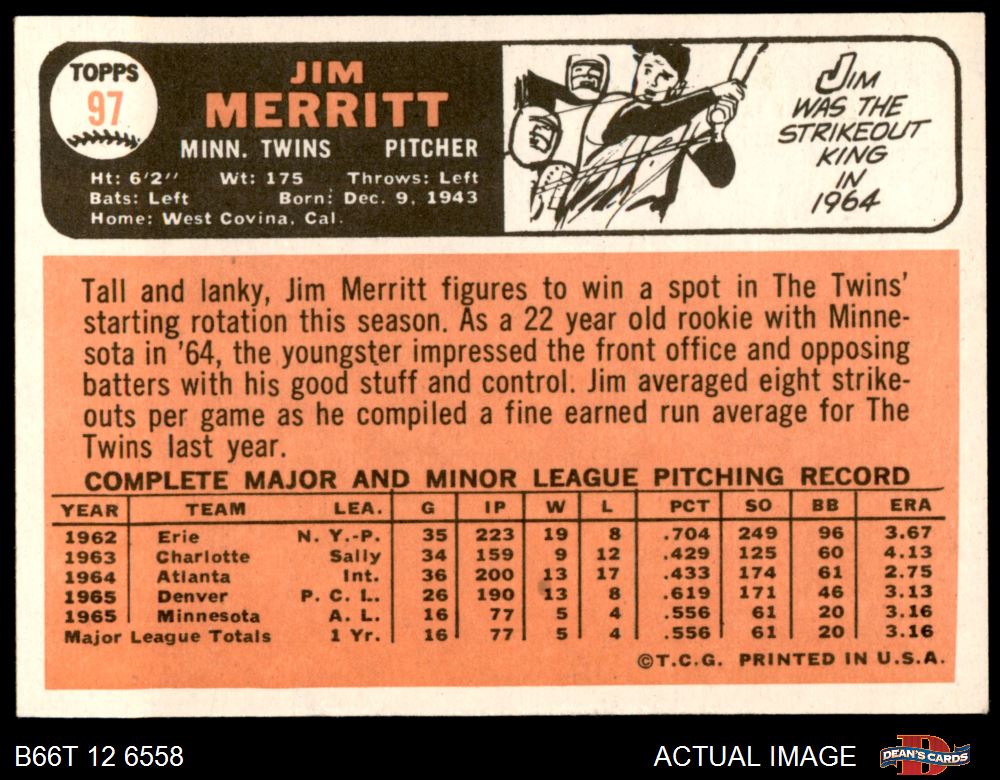 TOPPS
97
JIM
MERRITT
MINN. TWINS PITCHER
Ht: 6'2" Wt: 175 Throws: Left
Bats: Left Born: Dec. 9, 1943
Home: West Covina, Cal.
JIM
WAS THE
STRIKEOUT
KING
IN
1964
Tall and lanky, Jim Merritt figures to win a spot in The Twins'
starting rotation this season. As a 22 year old rookie with Minne-
sota in '64, the youngster impressed the front office and opposing
batters with his good stuff and control. Jim averaged eight strike-
outs per game as he compiled a fine earned run average for The
Twins last year.
COMPLETE MAJOR AND MINOR LEAGUE PITCHING RECORD
YEAR TEAM LEA. G IP W L PCT SO BB ERA
1962 Erie N. Y.-P. 35 223 19 8 .704 249 96 3.67
1963 Charlotte Sally 34 159 9 12 .429 125 60 4.13
1964 Atlanta Int. 36 200 13 17 .433 174 61 2.75
1965 Denver P. C. L. 26 190 13 8 .619 171 46 3.13
1965 Minnesota A. L. 16 77 5 4 .556 61 20 3.16
Major League Totals 1 Yr. 16 77 5 4 .556 61 20 3.16
©T.C.G. PRINTED IN U.S.A.
B66T 12 6558 ACTUAL IMAGE DEAN'S CARDS